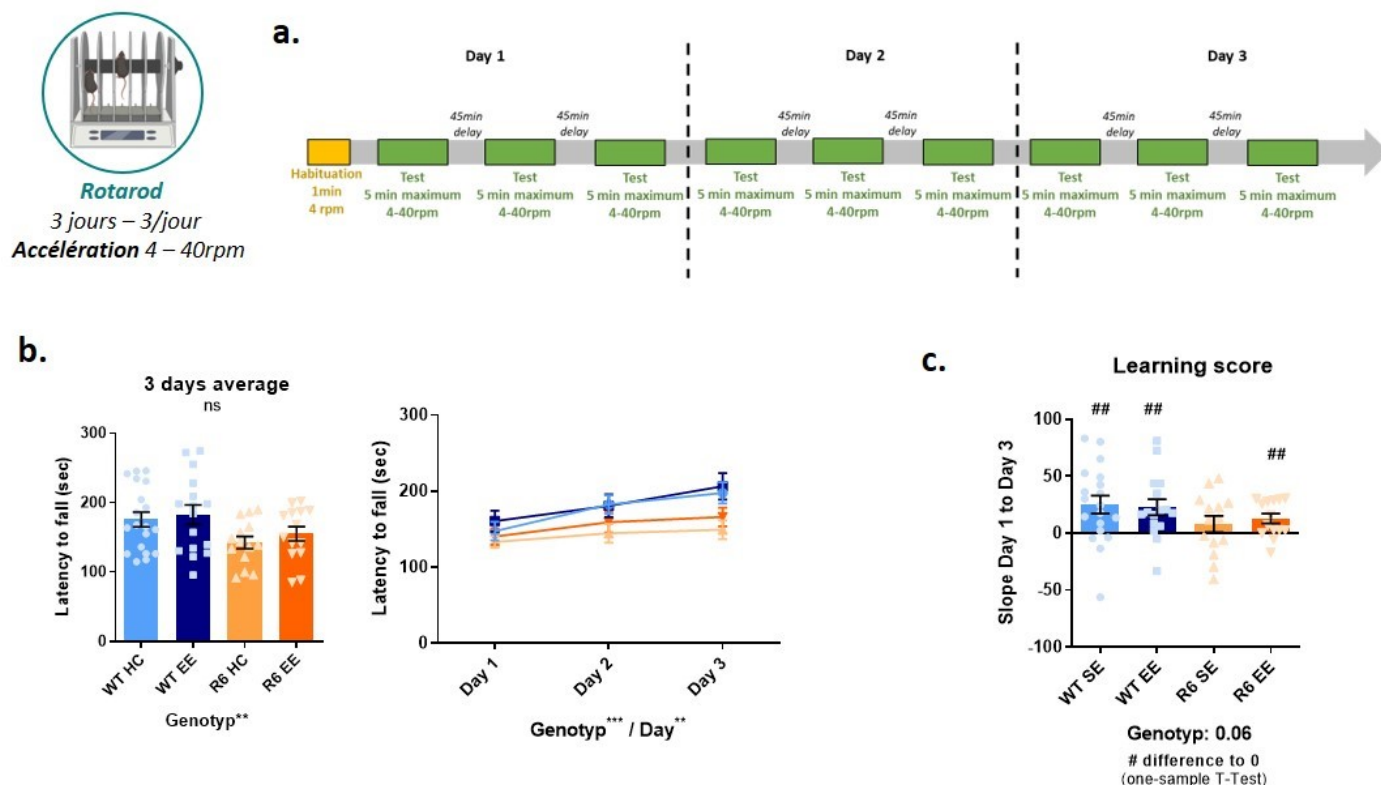 Rotarod
3 jours – 3/jour
Accélération 4 – 40rpm
a.
Day 1
Day 2
Day 3
45min
delay
45min
delay
45min
delay
45min
delay
45min
delay
45min
delay
Habituation
1min
4 rpm
Test
5 min maximum
4-40rpm
Test
5 min maximum
4-40rpm
Test
5 min maximum
4-40rpm
Test
5 min maximum
4-40rpm
Test
5 min maximum
4-40rpm
Test
5 min maximum
4-40rpm
Test
5 min maximum
4-40rpm
Test
5 min maximum
4-40rpm
Test
5 min maximum
4-40rpm
b.
3 days average
ns
Latency to fall (sec)
300
200
100
0
WT HC
WT EE
R6 HC
R6 EE
Genotyp**
Latency to fall (sec)
300
200
100
0
Day 1
Day 2
Day 3
Genotyp*** / Day**
c.
Learning score
Slope Day 1 to Day 3
100
50
0
-50
-100
##
##
##
WT SE
WT EE
R6 SE
R6 EE
Genotyp: 0.06
# difference to 0
(one-sample T-Test)